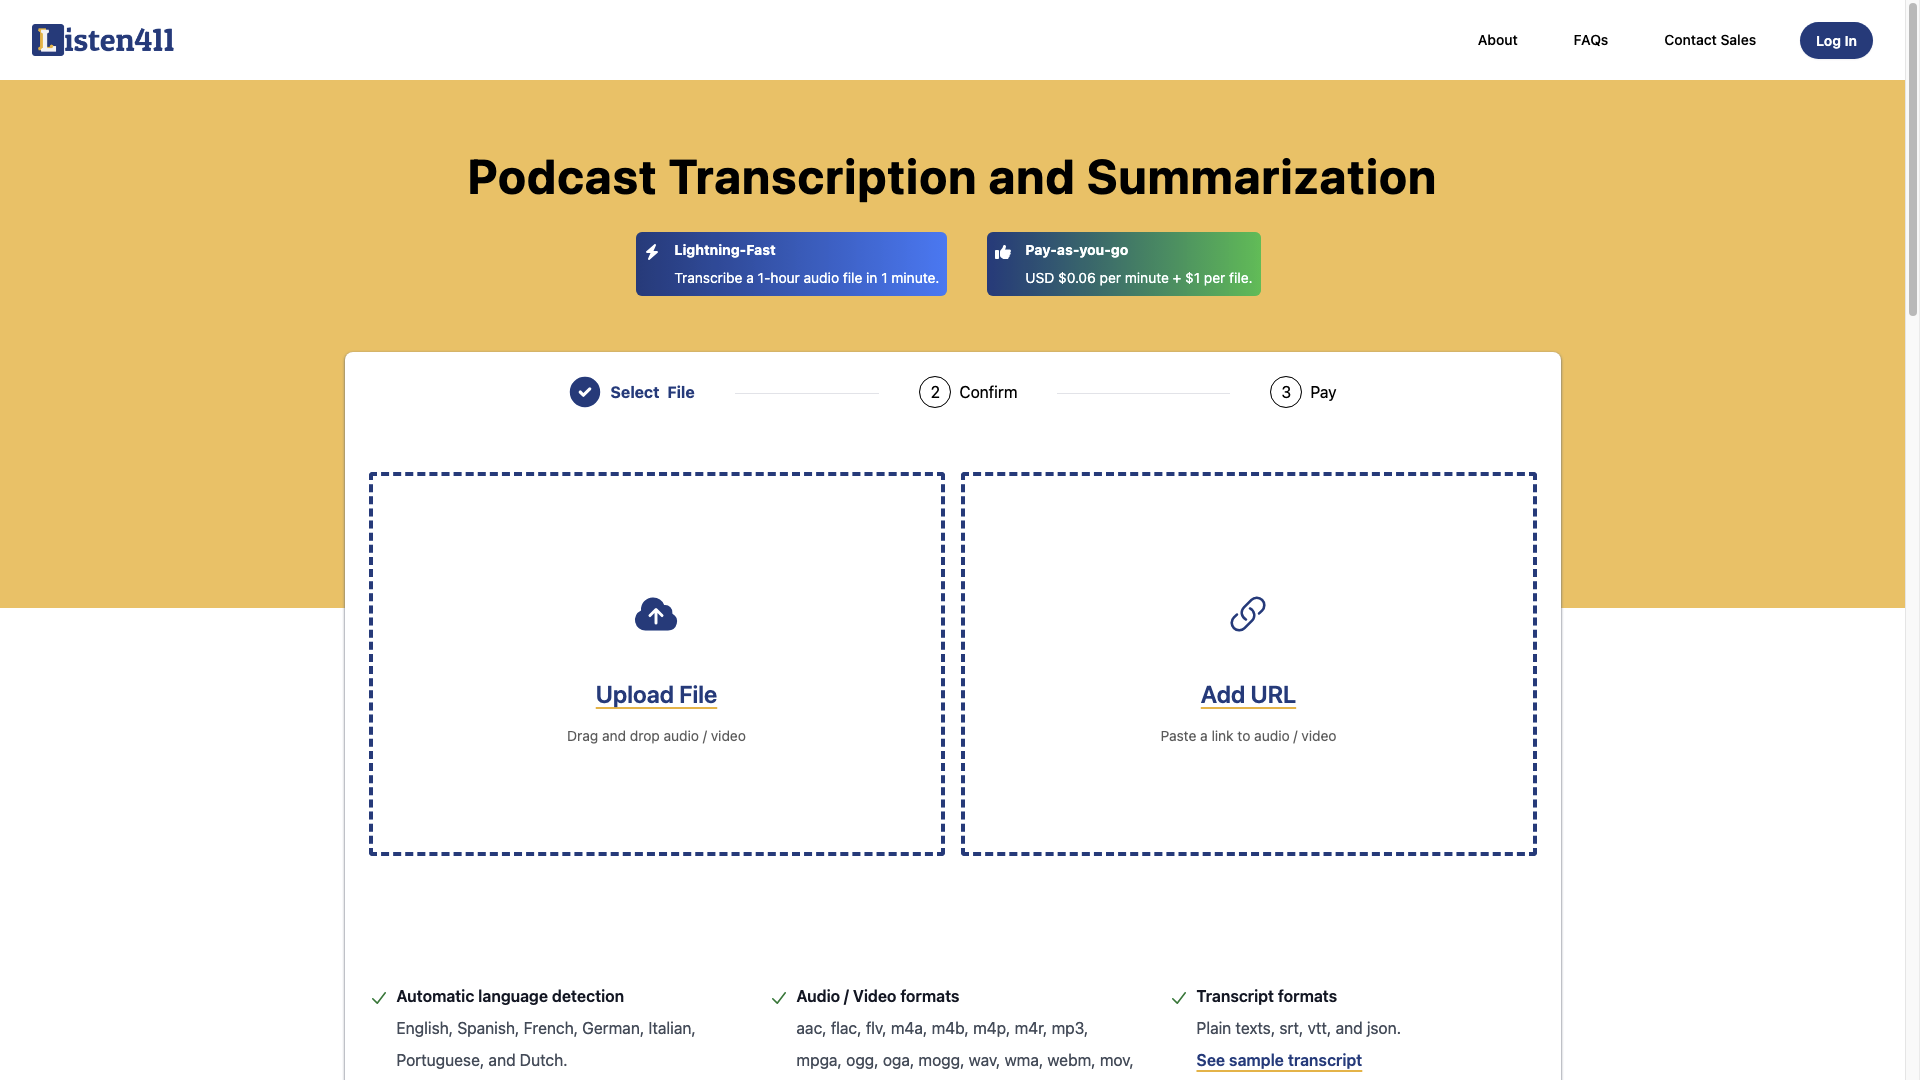 Listen411
About
FAQs
Contact Sales
Log In
Podcast Transcription and Summarization
Lightning-Fast
Transcribe a 1-hour audio file in 1 minute.
Pay-as-you-go
USD $0.06 per minute + $1 per file.
Select File
2 Confirm
3 Pay
Upload File
Drag and drop audio / video
Add URL
Paste a link to audio / video
Automatic language detection
English, Spanish, French, German, Italian,
Portuguese, and Dutch.
Audio / Video formats
aac, flac, flv, m4a, m4b, m4p, m4r, mp3,
mpga, ogg, oga, mogg, wav, wma, webm, mov,
Transcript formats
Plain texts, srt, vtt, and json.
See sample transcript